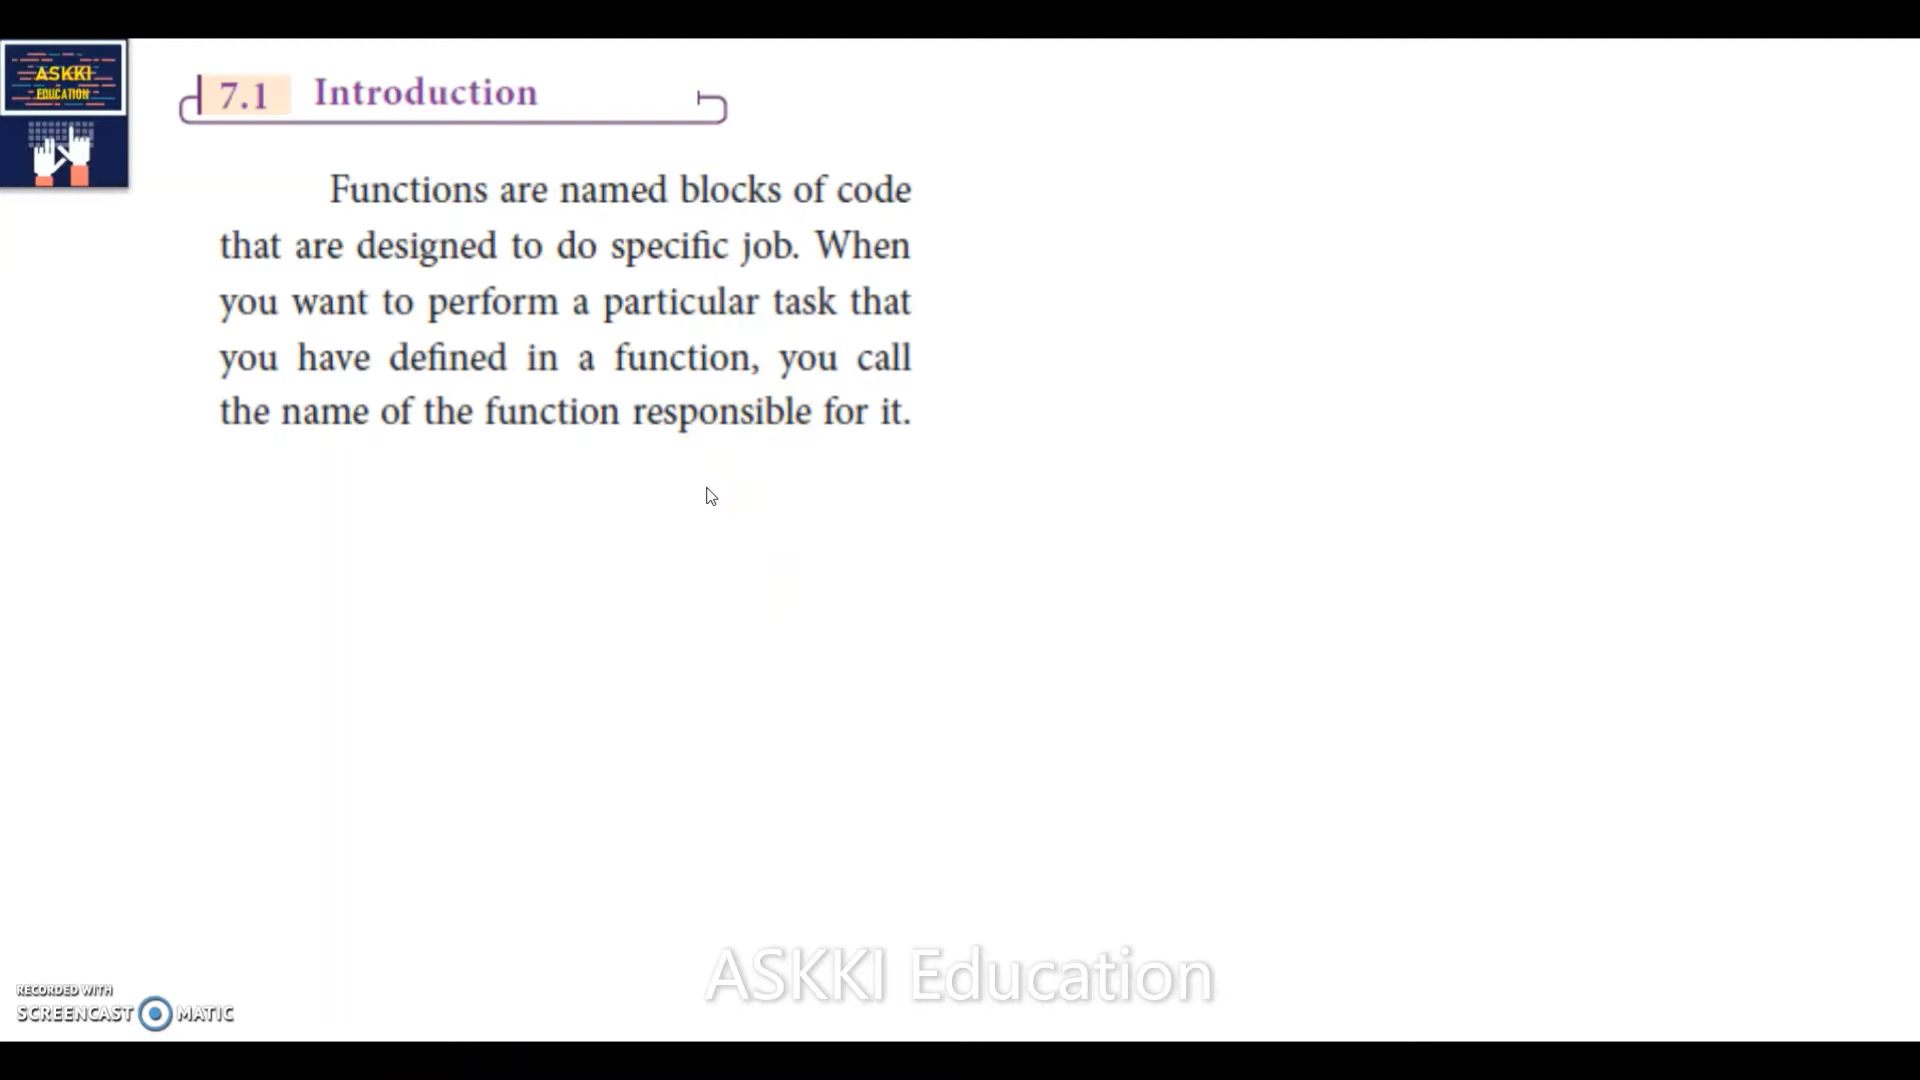 ASKKI
EDUCATION
7.1 Introduction
Functions are named blocks of code
that are designed to do specific job. When
you want to perform a particular task that
you have defined in a function, you call
the name of the function responsible for it.
ASKKI Education
RECORDED WITH
SCREENCAST MATIC